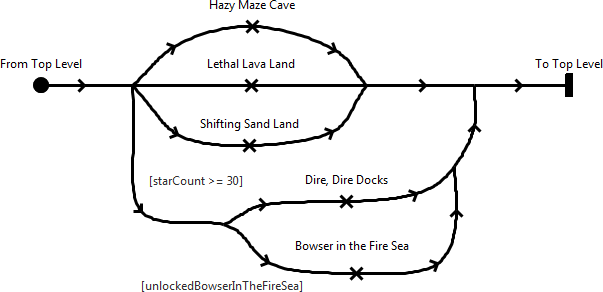 Hazy Maze Cave
From Top Level
Lethal Lava Land
To Top Level
Shifting Sand Land
[starCount >= 30]
Dire, Dire Docks
Bowser in the Fire Sea
[unlockedBowserInTheFireSea]